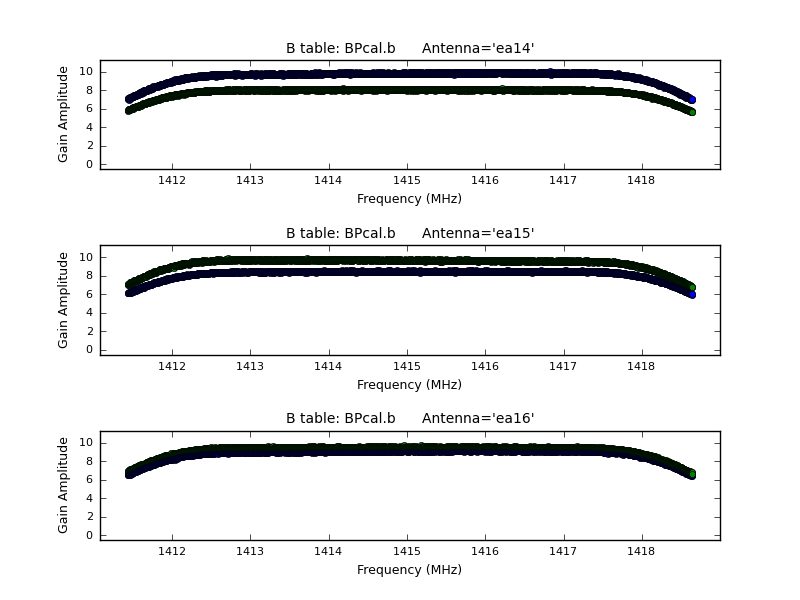 B table: BPcal.b      Antenna='ea14'
10
8
6
4
2
0
Gain Amplitude
1412 1413 1414 1415 1416 1417 1418
Frequency (MHz)
B table: BPcal.b      Antenna='ea15'
10
8
6
4
2
0
Gain Amplitude
1412 1413 1414 1415 1416 1417 1418
Frequency (MHz)
B table: BPcal.b      Antenna='ea16'
10
8
6
4
2
0
Gain Amplitude
1412 1413 1414 1415 1416 1417 1418
Frequency (MHz)